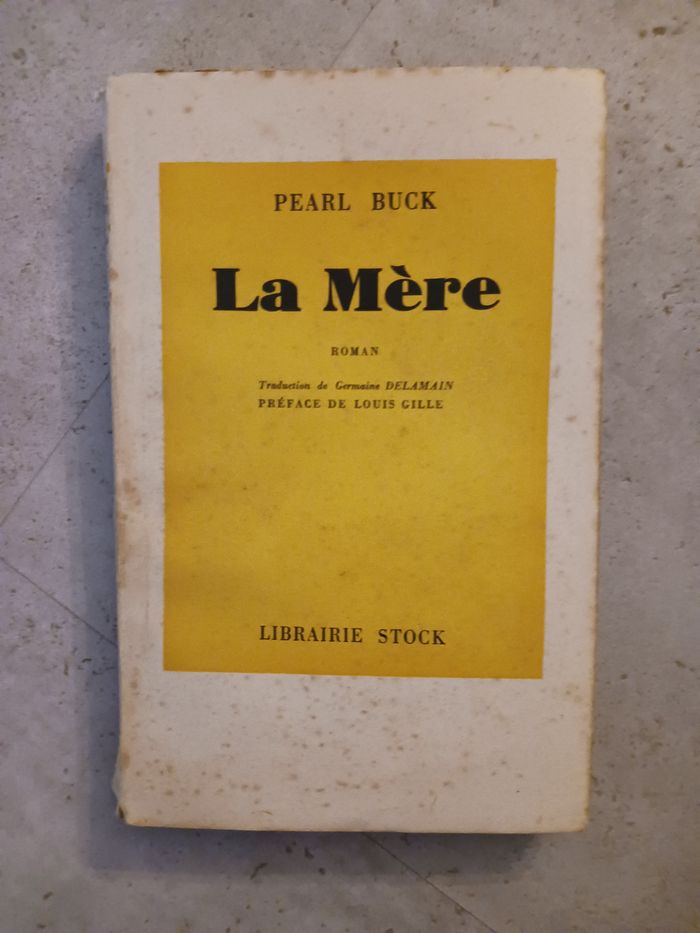 PEARL BUCK
La Mère
ROMAN
Traduction de Germaine DELAMAIN
PRÉFACE DE LOUIS GILLE
LIBRAIRIE STOCK